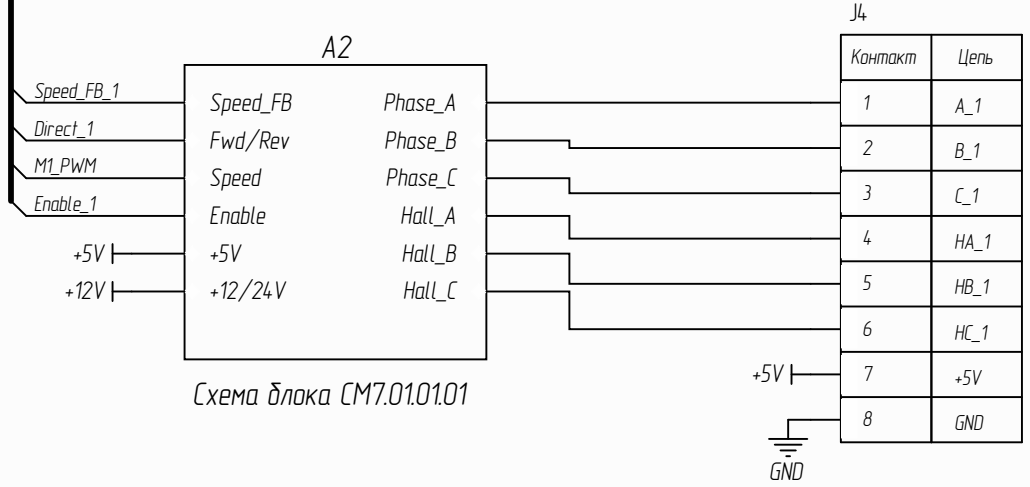 J4
A2
Контакт Цепь
Speed_FB_1 Speed_FB Phase_A 1 A_1
Direct_1 Fwd/Rev Phase_B 2 B_1
M1_PWM Speed Phase_C 3 C_1
Enable_1 Enable Hall_A 4 HA_1
+5V +5V Hall_B 5 HB_1
+12V +12/24V Hall_C 6 HC_1
+5V 7 +5V
Схема блока СМ7.01.01.01
8 GND
GND